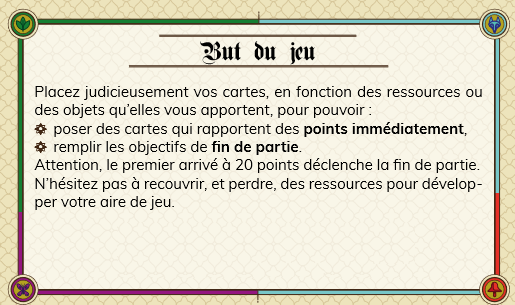 But du jeu
Placez judicieusement vos cartes, en fonction des ressources ou
des objets qu'elles vous apportent, pour pouvoir :
poser des cartes qui rapportent des points immédiatement,
remplir les objectifs de fin de partie.
Attention, le premier arrivé à 20 points déclenche la fin de partie.
N'hésitez pas à recouvrir, et perdre, des ressources pour dévelop-
per votre aire de jeu.